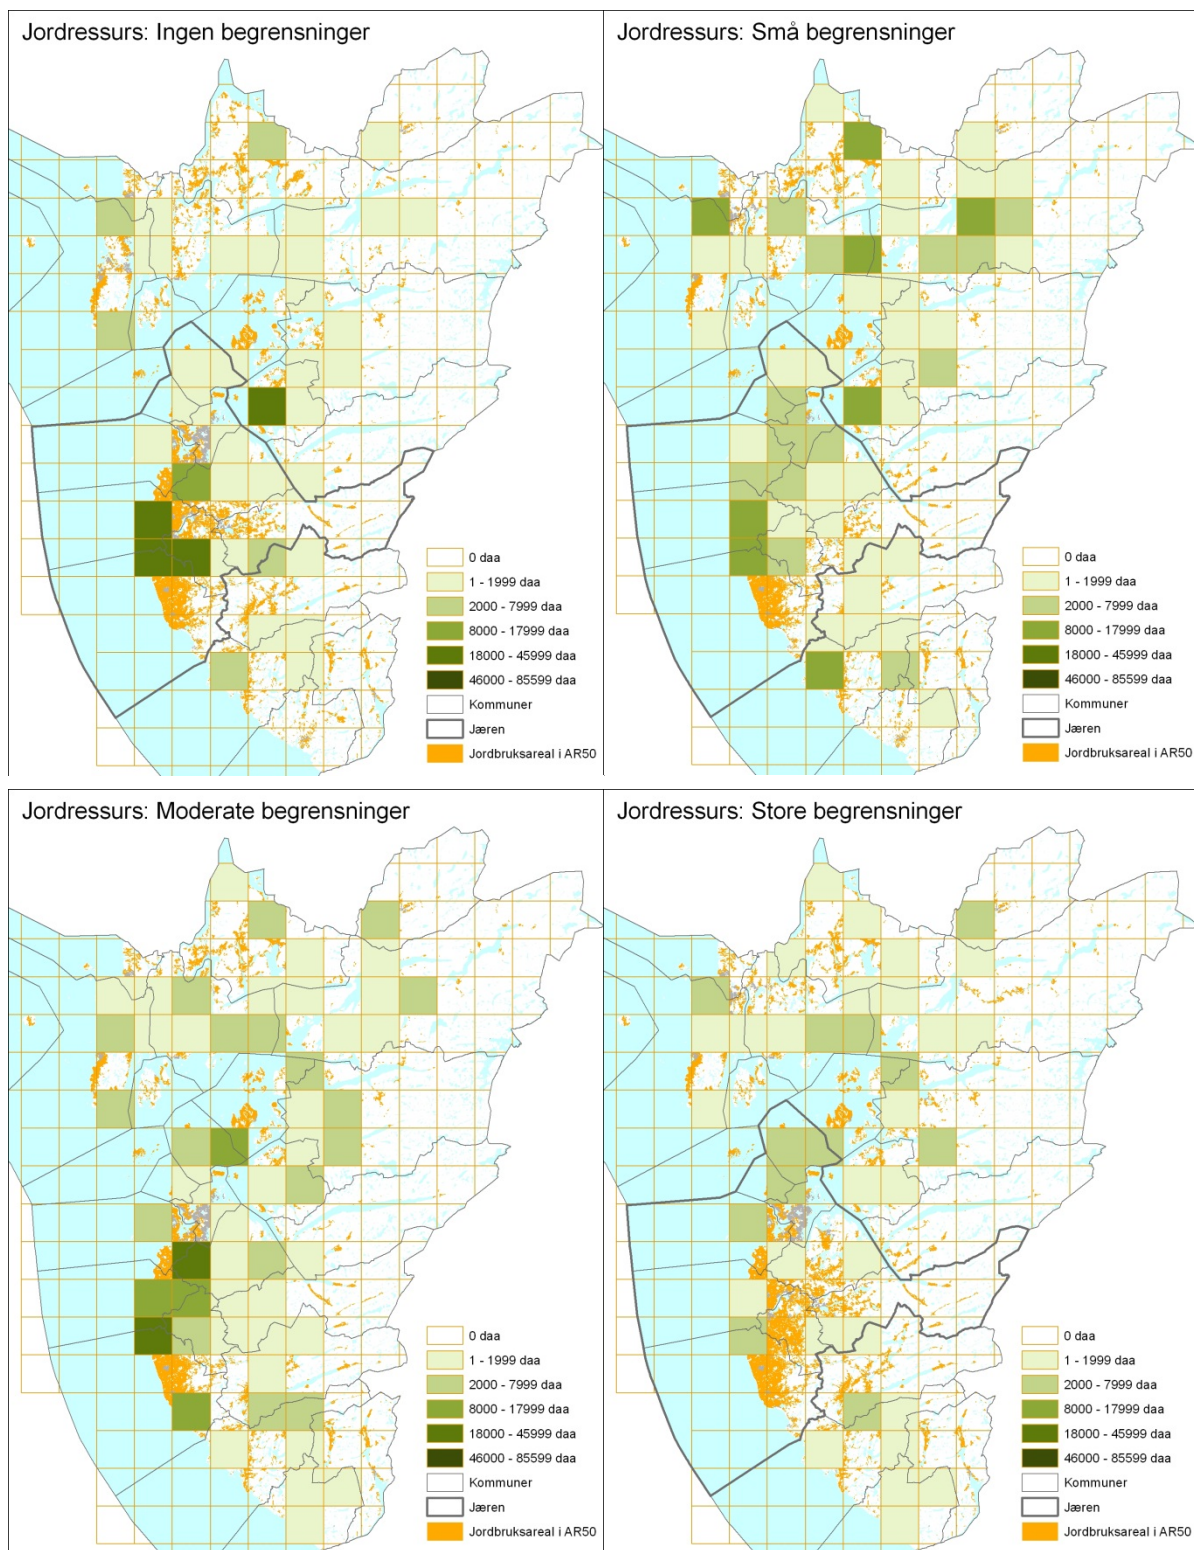 Jordressurs: Ingen begrensninger
0 daa
1 - 1999 daa
2000 - 7999 daa
8000 - 17999 daa
18000 - 45999 daa
46000 - 85599 daa
Kommuner
Jæren
Jordbruksareal i AR50
Jordressurs: Små begrensninger
0 daa
1 - 1999 daa
2000 - 7999 daa
8000 - 17999 daa
18000 - 45999 daa
46000 - 85599 daa
Kommuner
Jæren
Jordbruksareal i AR50
Jordressurs: Moderate begrensninger
0 daa
1 - 1999 daa
2000 - 7999 daa
8000 - 17999 daa
18000 - 45999 daa
46000 - 85599 daa
Kommuner
Jæren
Jordbruksareal i AR50
Jordressurs: Store begrensninger
0 daa
1 - 1999 daa
2000 - 7999 daa
8000 - 17999 daa
18000 - 45999 daa
46000 - 85599 daa
Kommuner
Jæren
Jordbruksareal i AR50